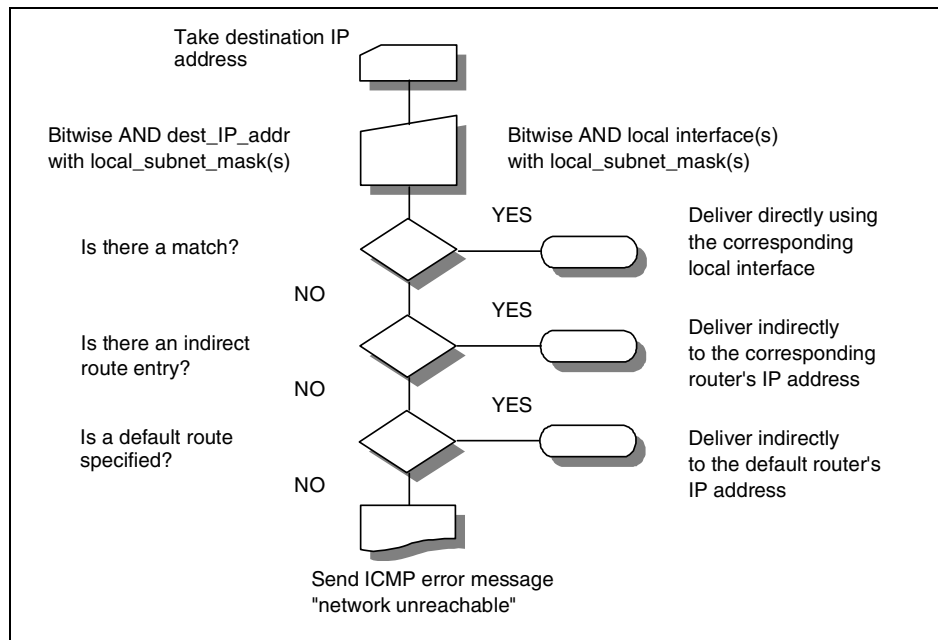 Take destination IP
address
Bitwise AND dest_IP_addr
with local_subnet_mask(s)
Bitwise AND local interface(s)
with local_subnet_mask(s)
Is there a match?
YES
Deliver directly using
the corresponding
local interface
NO
Is there an indirect
route entry?
YES
Deliver indirectly
to the corresponding
router's IP address
NO
Is a default route
specified?
YES
Deliver indirectly
to the default router's
IP address
NO
Send ICMP error message
"network unreachable"